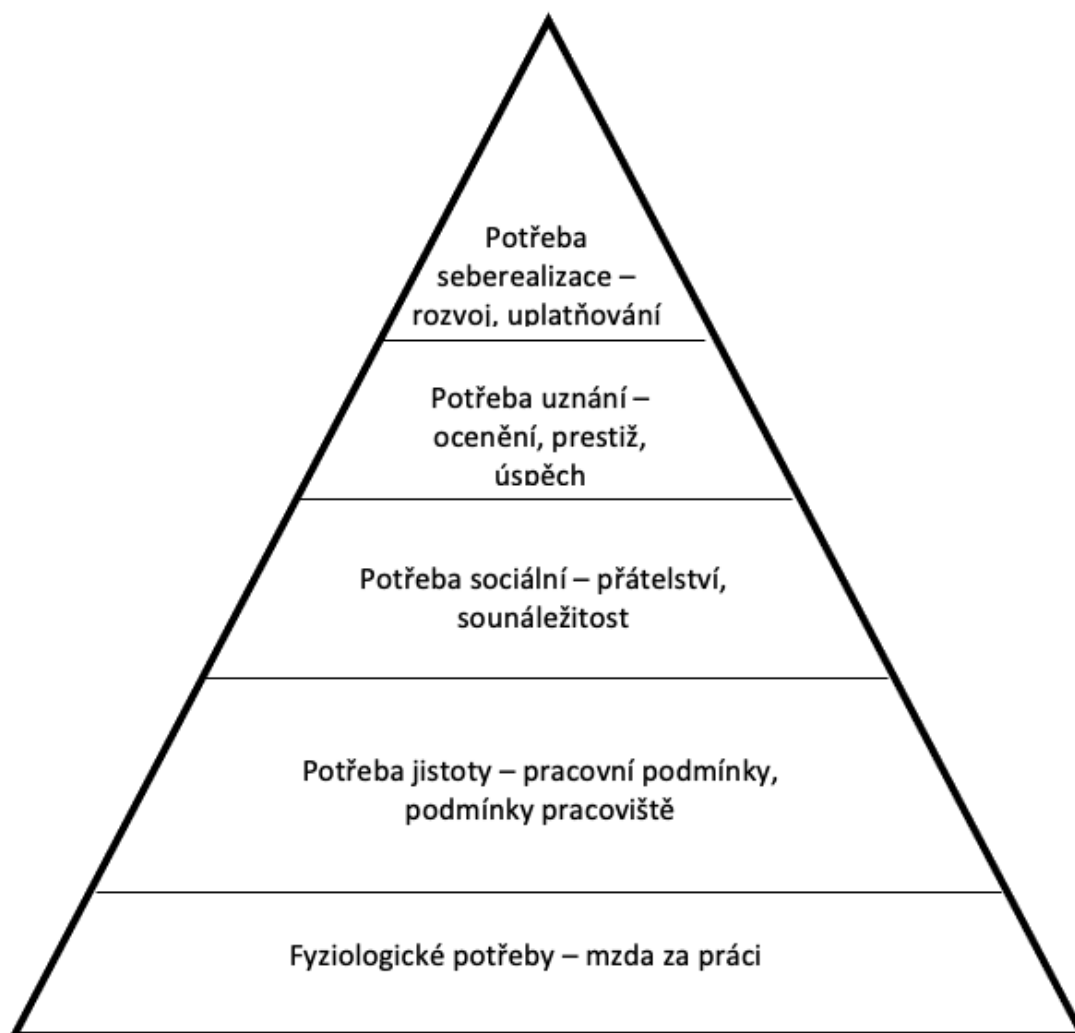 Potřeba
seberealizace –
rozvoj, uplatňování
Potřeba uznání –
ocenění, prestiž,
úspěch
Potřeba sociální – přátelství,
sounáležitost
Potřeba jistoty – pracovní podmínky,
podmínky pracoviště
Fyziologické potřeby – mzda za práci